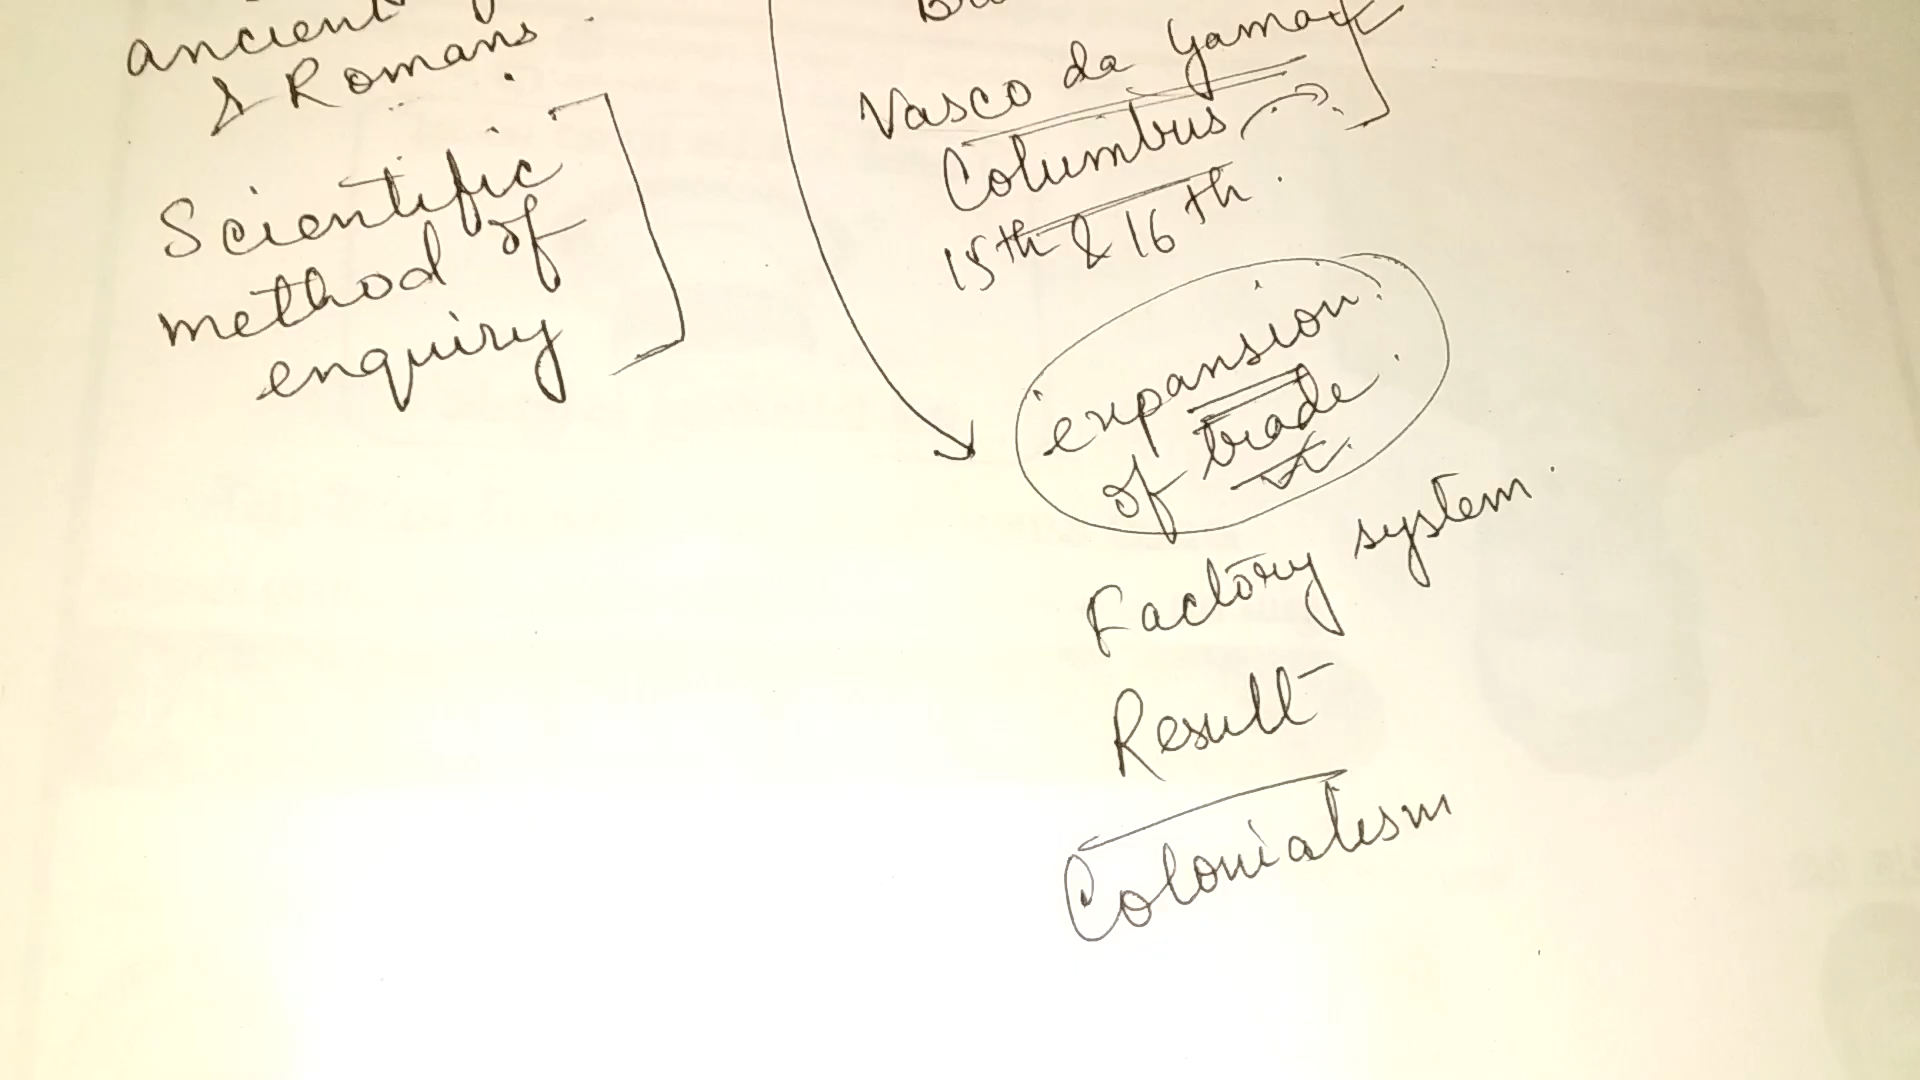 ancient
& Romans.
Scientific
method of
enquiry
Vasco da Gama
Columbus
15th & 16th.
expansion
of trade
Factory system.
Result
Colonialism